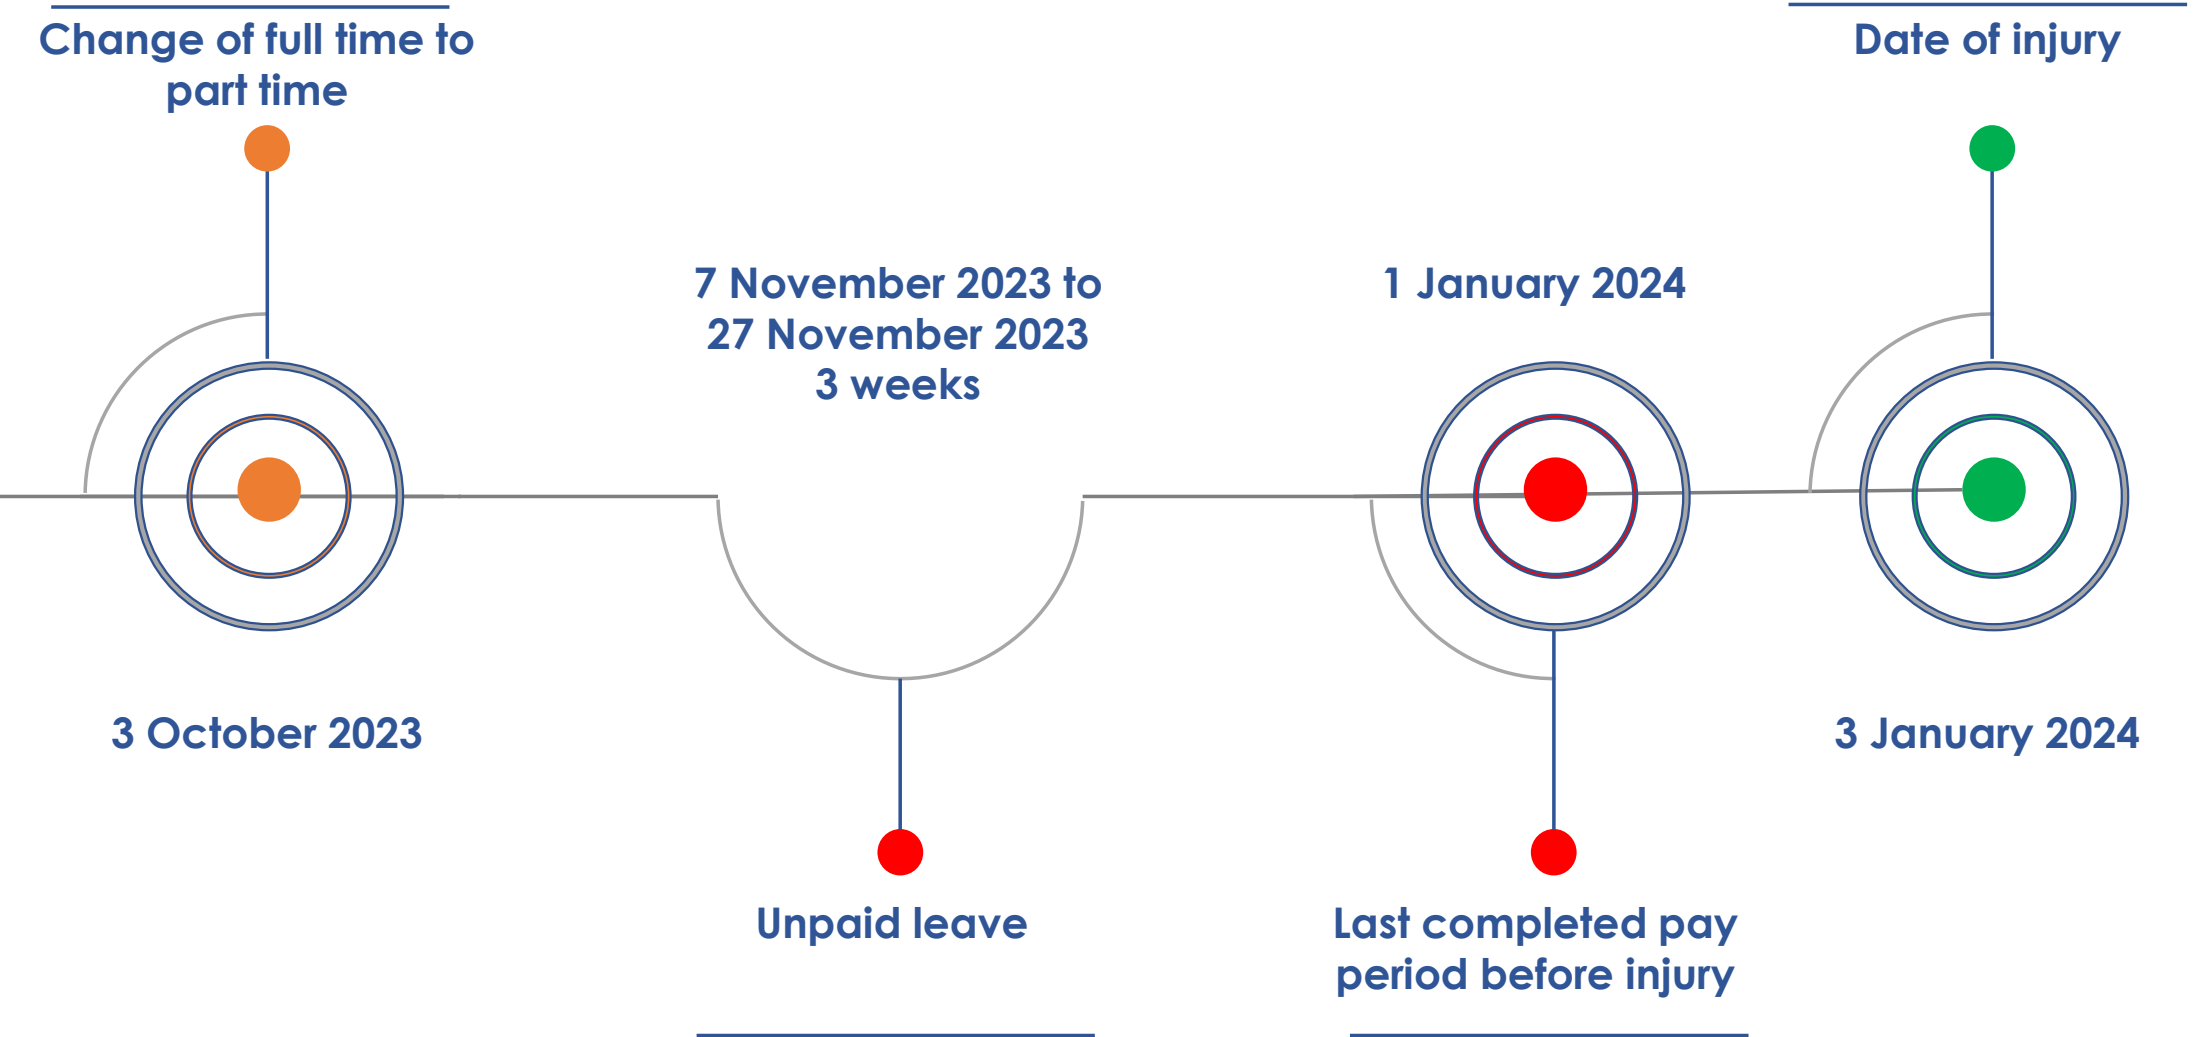 Change of full time to
part time
Date of injury
7 November 2023 to
27 November 2023
3 weeks
1 January 2024
3 October 2023
3 January 2024
Unpaid leave
Last completed pay
period before injury